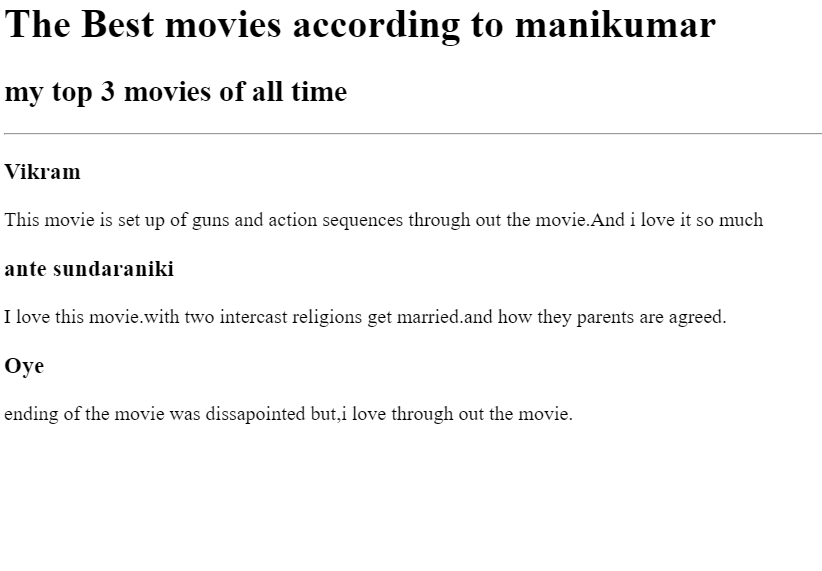 The Best movies according to manikumar
my top 3 movies of all time
Vikram
This movie is set up of guns and action sequences through out the movie.And i love it so much
ante sundaraniki
I love this movie.with two intercast religions get married.and how they parents are agreed.
Oye
ending of the movie was dissapointed but,i love through out the movie.